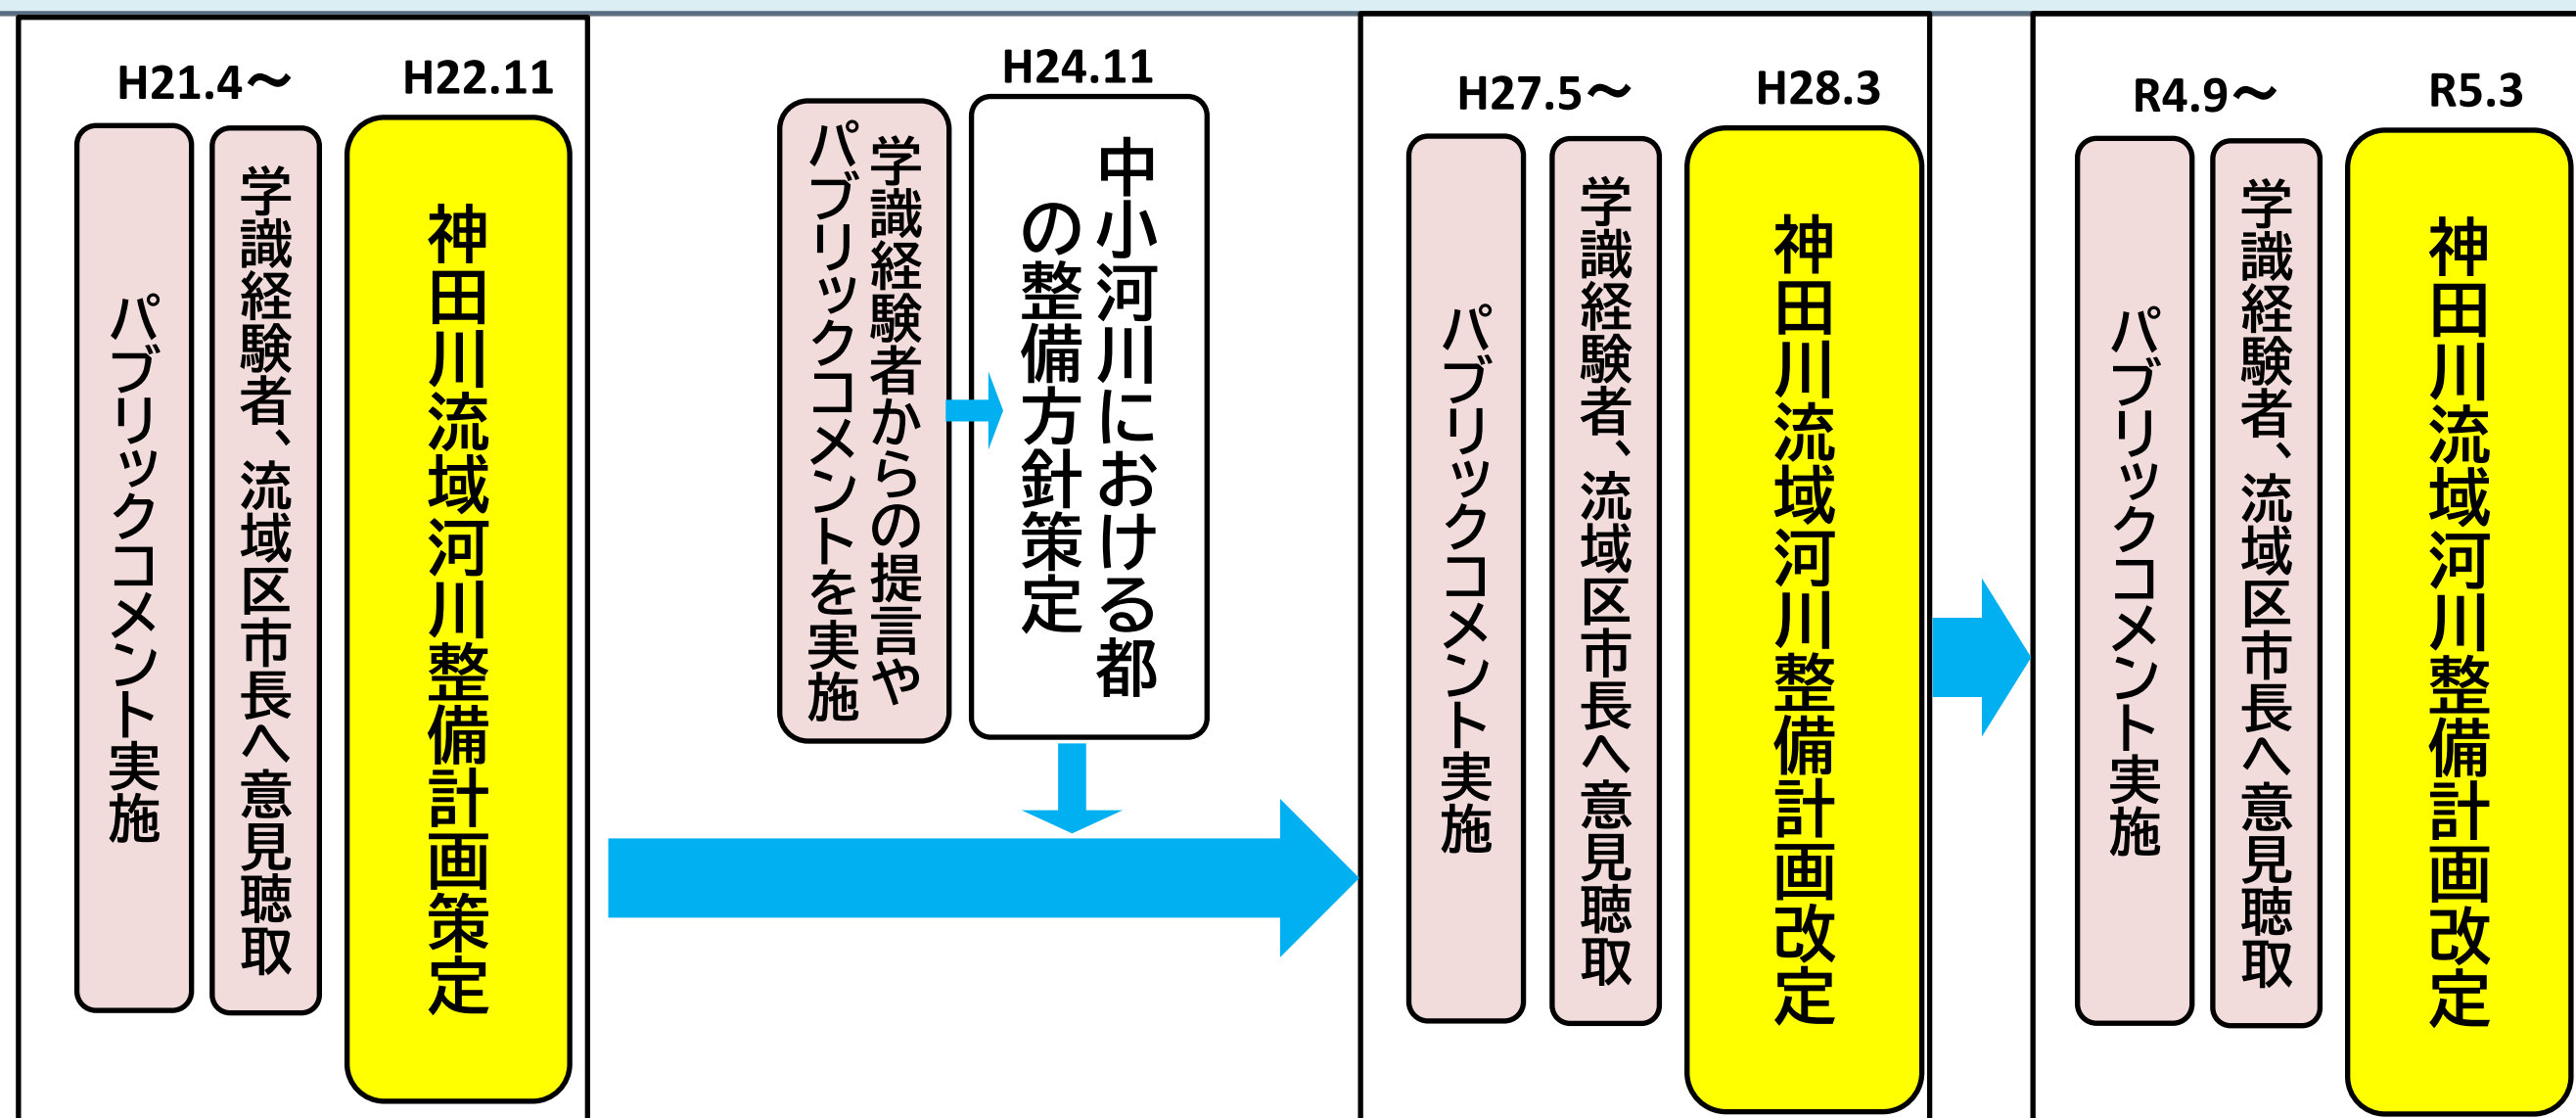 H21.4～
パブリックコメント実施
学識経験者、流域区市長へ意見聴取
H22.11
神田川流域河川整備計画策定
学識経験者からの提言や
パブリックコメントを実施
H24.11
中小河川における都
の整備方針策定
H27.5～
パブリックコメント実施
学識経験者、流域区市長へ意見聴取
H28.3
神田川流域河川整備計画改定
R4.9～
パブリックコメント実施
学識経験者、流域区市長へ意見聴取
R5.3
神田川流域河川整備計画改定